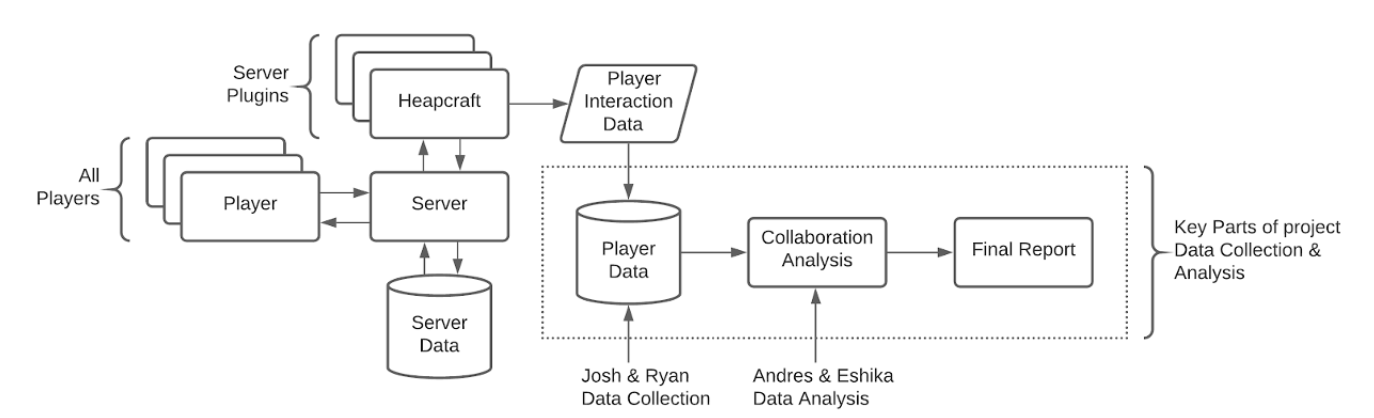 Server
Plugins
Heapcraft
Player
Interaction
Data
All
Players
Player
Server
Server
Data
Player
Data
Collaboration
Analysis
Final Report
Key Parts of project
Data Collection &
Analysis
Josh & Ryan
Data Collection
Andres & Eshika
Data Analysis